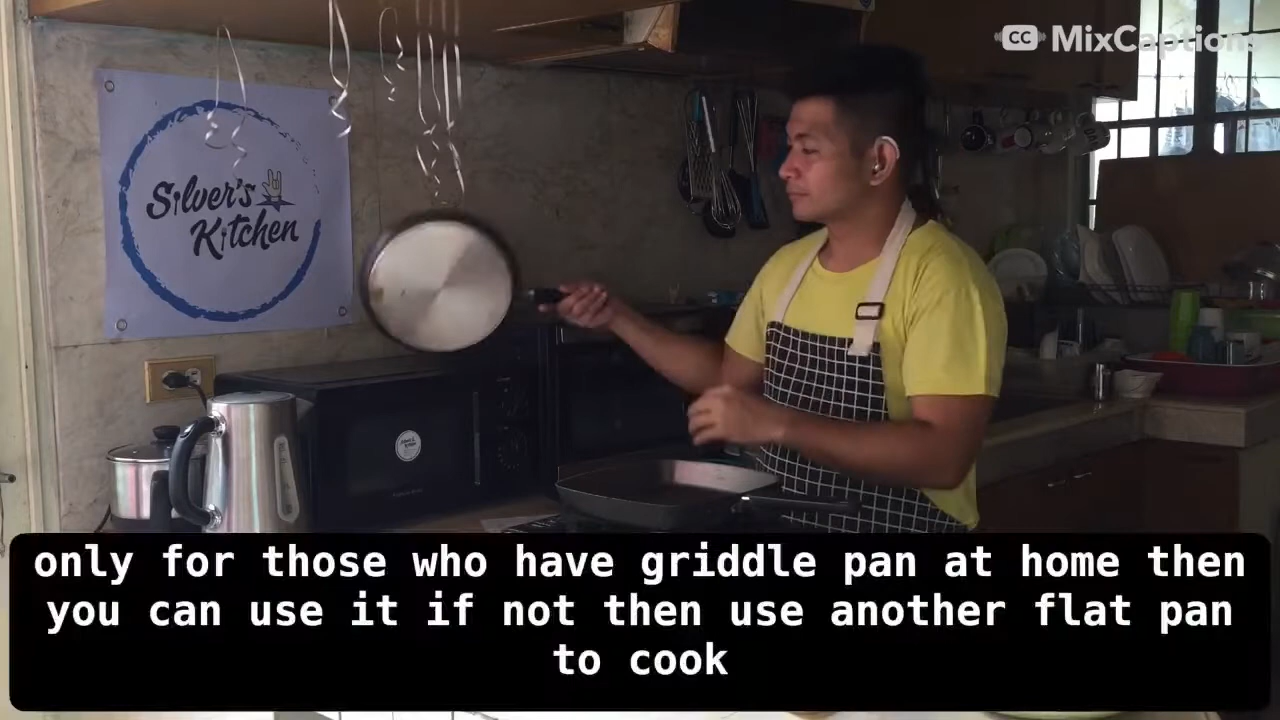 MixCaptions
Silver's
Kitchen
only for those who have griddle pan at home then
you can use it if not then use another flat pan
to cook